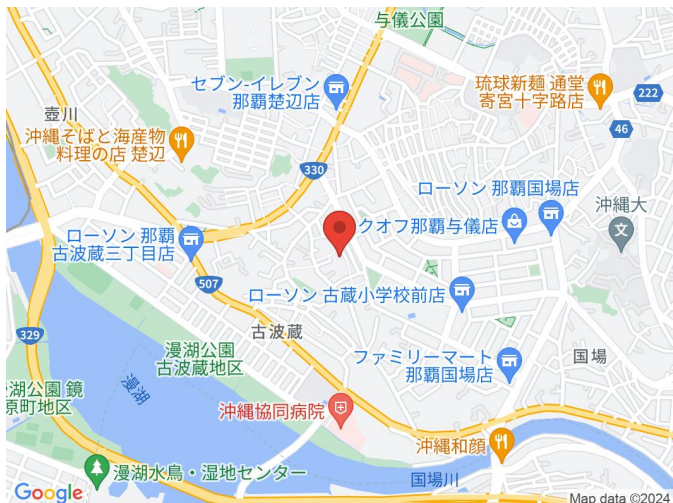 与儀公園
セブン-イレブン
那覇楚辺店
琉球新麺 通堂
寄宮十字路店
222
壺川
沖縄そばと海産物
料理の店 楚辺
46
330
ローソン 那覇国場店
沖縄大
クオフ那覇与儀店
ローソン 那覇
古波蔵三丁目店
507
ローソン 古蔵小学校前店
329
古波蔵
漫湖公園
古波蔵地区
ファミリーマート
那覇国場店
国場
湖公園 鏡
原町地区
漫湖
沖縄協同病院
沖縄和顔
漫湖水鳥・湿地センター
国場川
Google
Map data ©2024